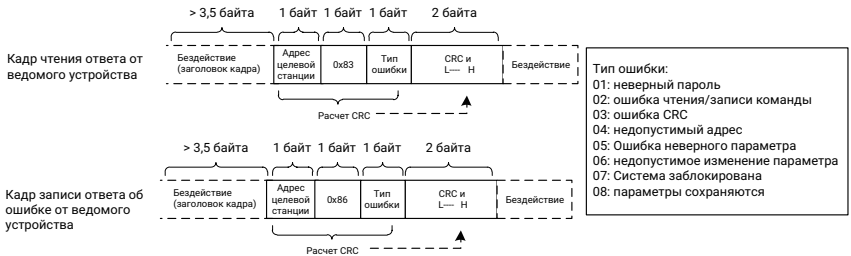 > 3,5 байта 1 байт 1 байт 1 байт 2 байта
Кадр чтения ответа от
ведомого устройства
Бездействие
(заголовок кадра)
Адрес
целевой
станции
0x83
Тип
ошибки
CRC и
L---- H
Бездействие
Расчет CRC
> 3,5 байта 1 байт 1 байт 1 байт 2 байта
Кадр записи ответа об
ошибке от ведомого
устройства
Бездействие
(заголовок кадра)
Адрес
целевой
станции
0x86
Тип
ошибки
CRC и
L---- H
Бездействие
Расчет CRC
Тип ошибки:
01: неверный пароль
02: ошибка чтения/записи команды
03: ошибка CRC
04: недопустимый адрес
05: Ошибка неверного параметра
06: недопустимое изменение параметра
07: Система заблокирована
08: параметры сохраняются